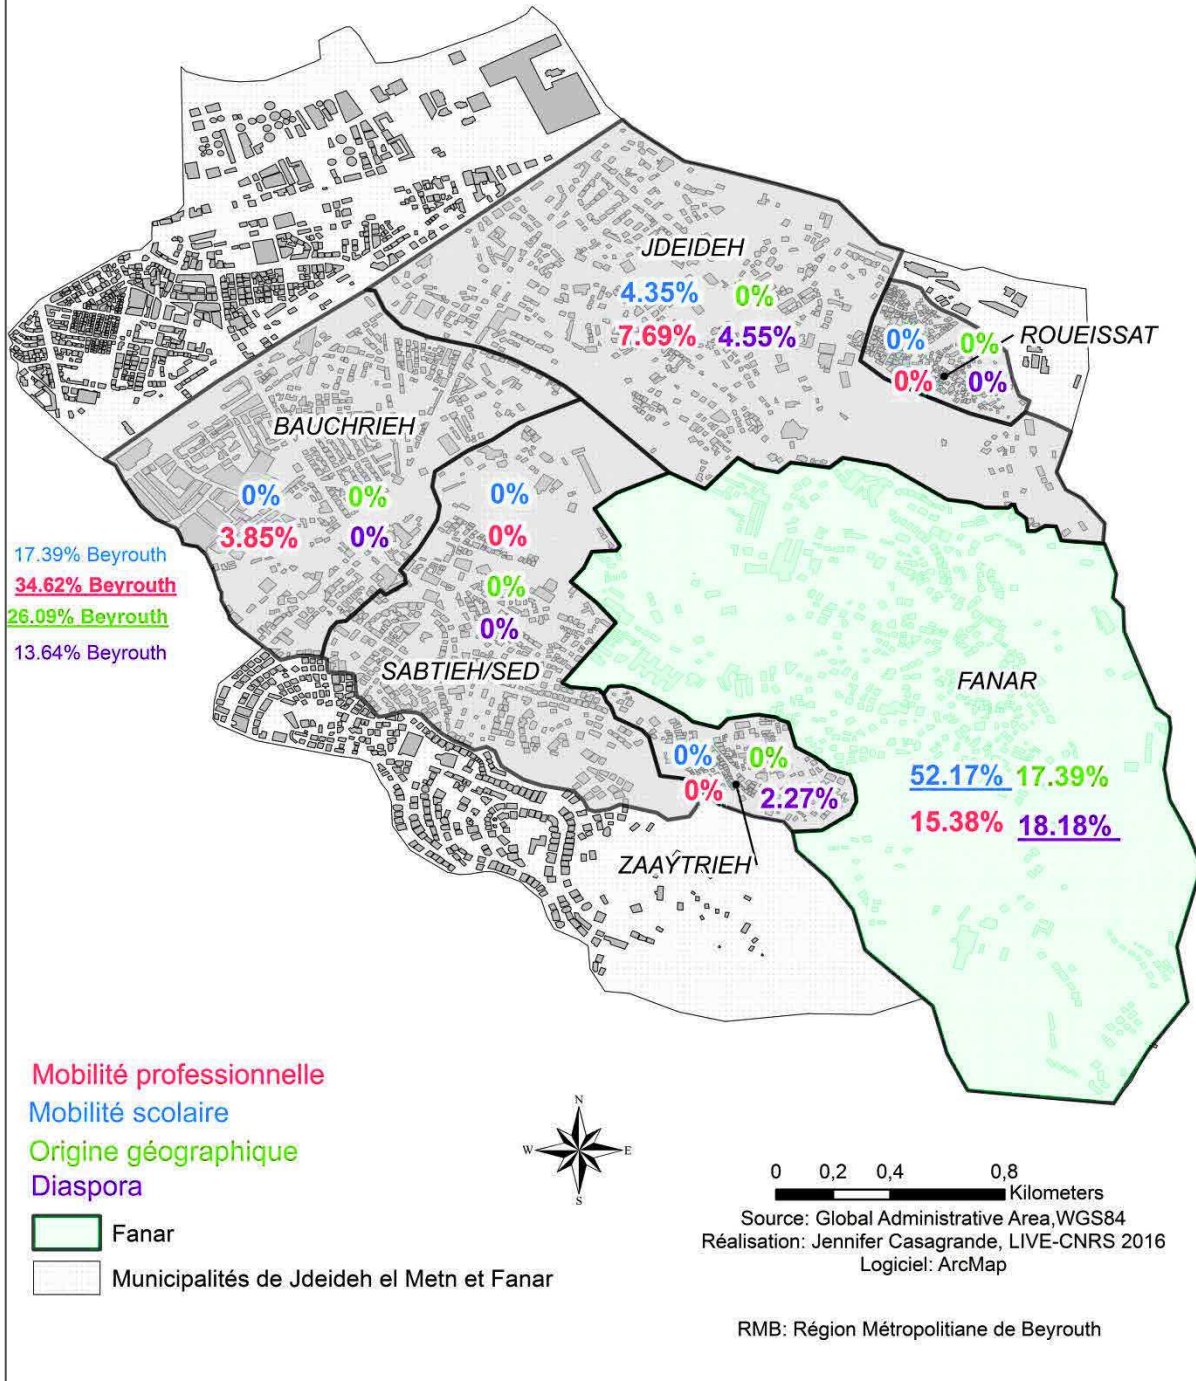 JDEIDEH
4.35% 0%
7.69% 4.55%
ROUEISSAT
0% 0%
0% 0%
BAUCHRIEH
0% 0%
3.85% 0%
0%
0%
0%
0%
SABTIEH/SED
17.39% Beyrouth
34.62% Beyrouth
26.09% Beyrouth
13.64% Beyrouth
FANAR
52.17% 17.39%
15.38% 18.18%
0% 0%
0% 2.27%
ZAAÝTRIEH
Mobilité professionnelle
Mobilité scolaire
Origine géographique
Diaspora
Fanar
Municipalités de Jdeideh el Metn et Fanar
N
W E
S
0 0,2 0,4 0,8
Kilometers
Source: Global Administrative Area,WGS84
Réalisation: Jennifer Casagrande, LIVE-CNRS 2016
Logiciel: ArcMap
RMB: Région Métropolitiane de Beyrouth